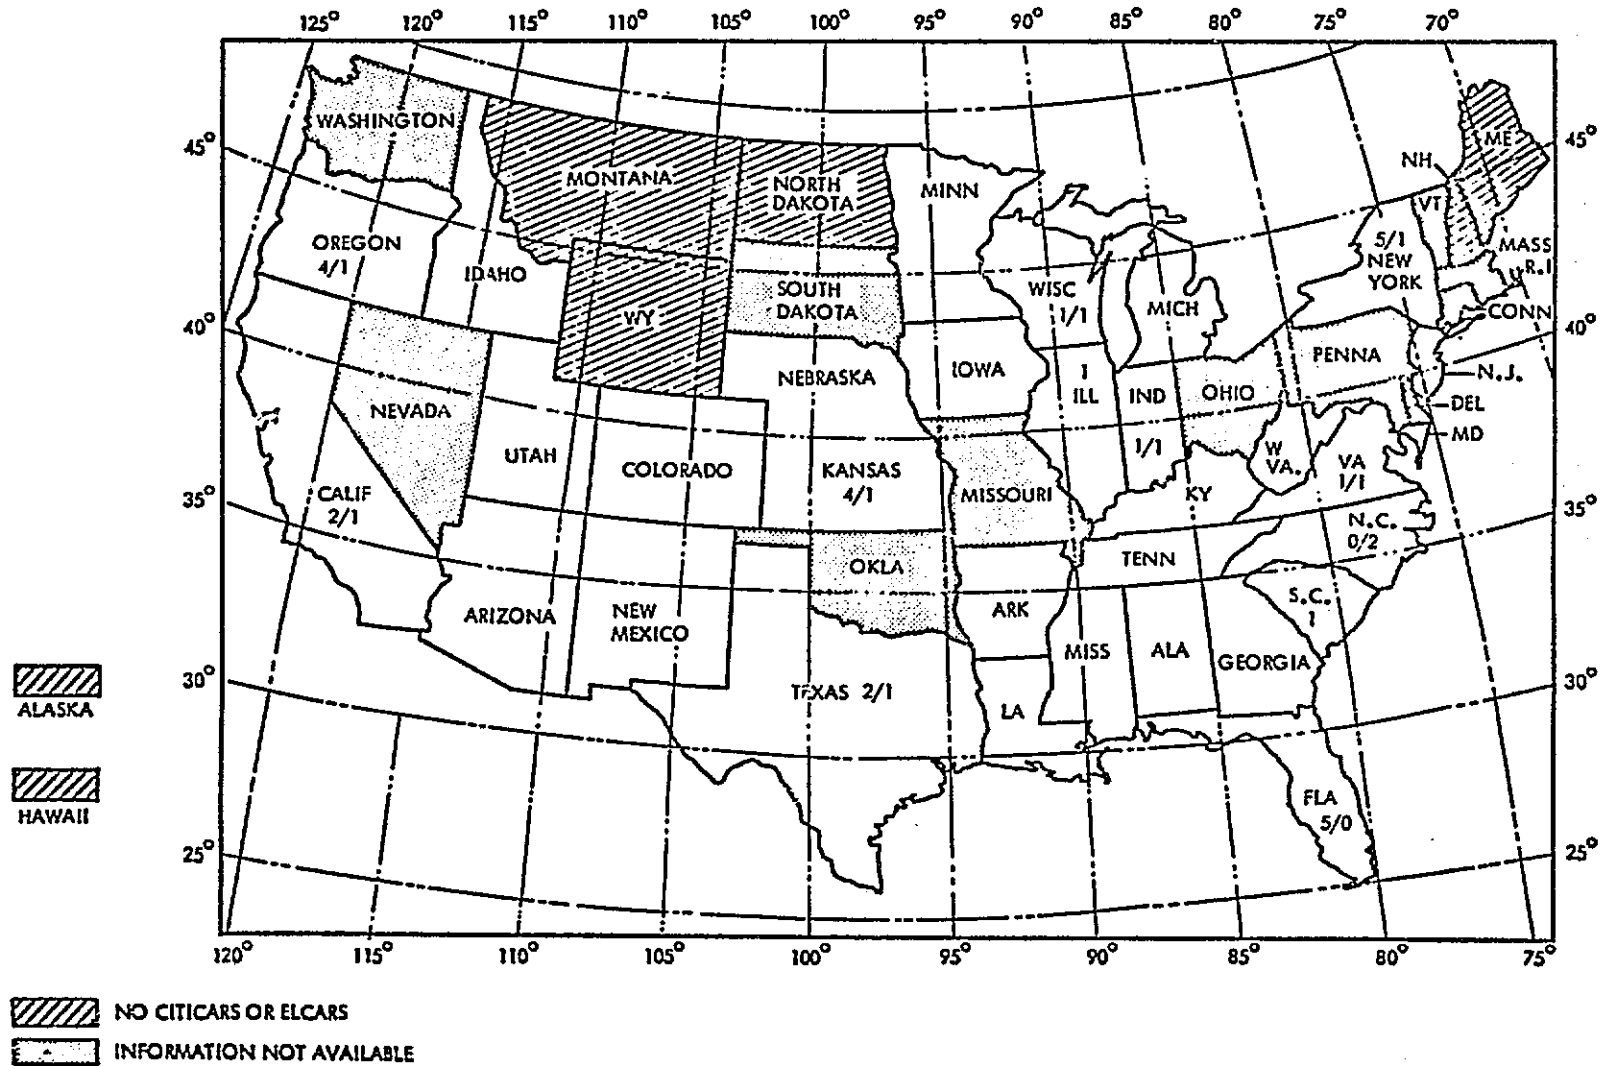 125° 120° 115° 110° 105° 100° 95° 90° 85° 80° 75° 70°
WASHINGTON
MONTANA
NORTH
DAKOTA
MINN
ME
NH
VT
45°
45°
OREGON
4/1
IDAHO
SOUTH
DAKOTA
WISC
1/1
MICH
5/1
NEW
YORK
MASS
R.I
CONN
40°
40°
WY
NEVADA
NEBRASKA
IOWA
1
ILL
IND
1/1
OHIO
PENNA
N.J.
DEL
MD
UTAH
COLORADO
KANSAS
4/1
MISSOURI
KY
W
VA.
VA
1/1
CALIF
2/1
35°
35°
N.C.
0/2
OKLA
TENN
ARIZONA
NEW
MEXICO
ARK
MISS
ALA
GEORGIA
S.C.
1
TEXAS 2/1
LA
30°
30°
ALASKA
HAWAII
FLA
5/0
25°
25°
120° 115° 110° 105° 100° 95° 90° 85° 80° 75°
NO CITICARS OR ELCARS
INFORMATION NOT AVAILABLE